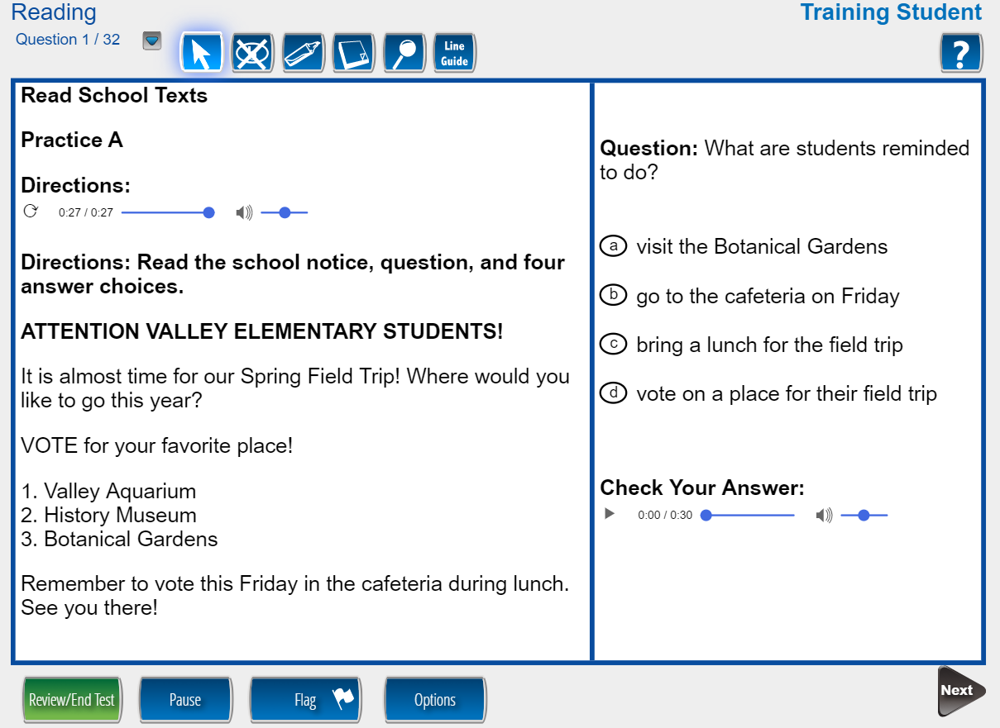 Reading
Training Student
Question 1 / 32
Line
Guide
?
Read School Texts
Practice A
Directions:
0:27 / 0:27
Directions: Read the school notice, question, and four
answer choices.
ATTENTION VALLEY ELEMENTARY STUDENTS!
It is almost time for our Spring Field Trip! Where would you
like to go this year?
VOTE for your favorite place!
1. Valley Aquarium
2. History Museum
3. Botanical Gardens
Remember to vote this Friday in the cafeteria during lunch.
See you there!
Question: What are students reminded
to do?
a visit the Botanical Gardens
b go to the cafeteria on Friday
c bring a lunch for the field trip
d vote on a place for their field trip
Check Your Answer:
0:00 / 0:30
Review/End Test
Pause
Flag
Options
Next